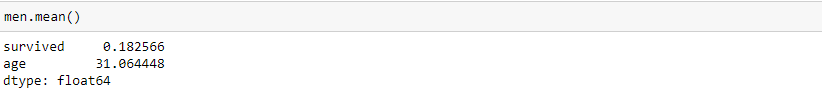 men.mean()
survived 0.182566
age 31.064448
dtype: float64